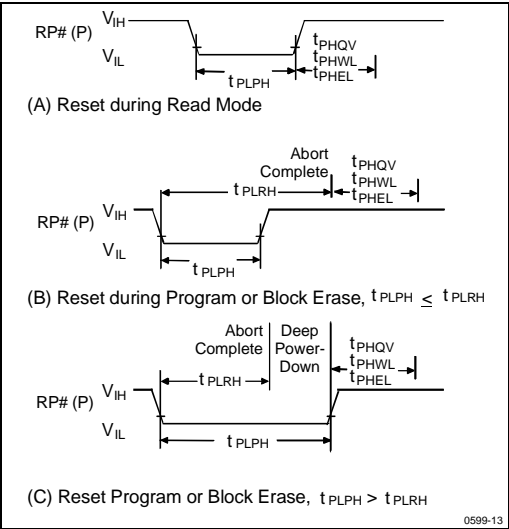 RP# (P) VIH
VIL
tPHQV
tPHWL
tPHEL
tPLPH
(A) Reset during Read Mode
Abort
Complete
tPHQV
tPHWL
tPHEL
tPLRH
RP# (P) VIH
VIL
tPLPH
(B) Reset during Program or Block Erase, tPLPH ≤ tPLRH
Abort
Complete
Deep
Power-
Down
tPHQV
tPHWL
tPHEL
tPLRH
RP# (P) VIH
VIL
tPLPH
(C) Reset Program or Block Erase, tPLPH > tPLRH
0599-13